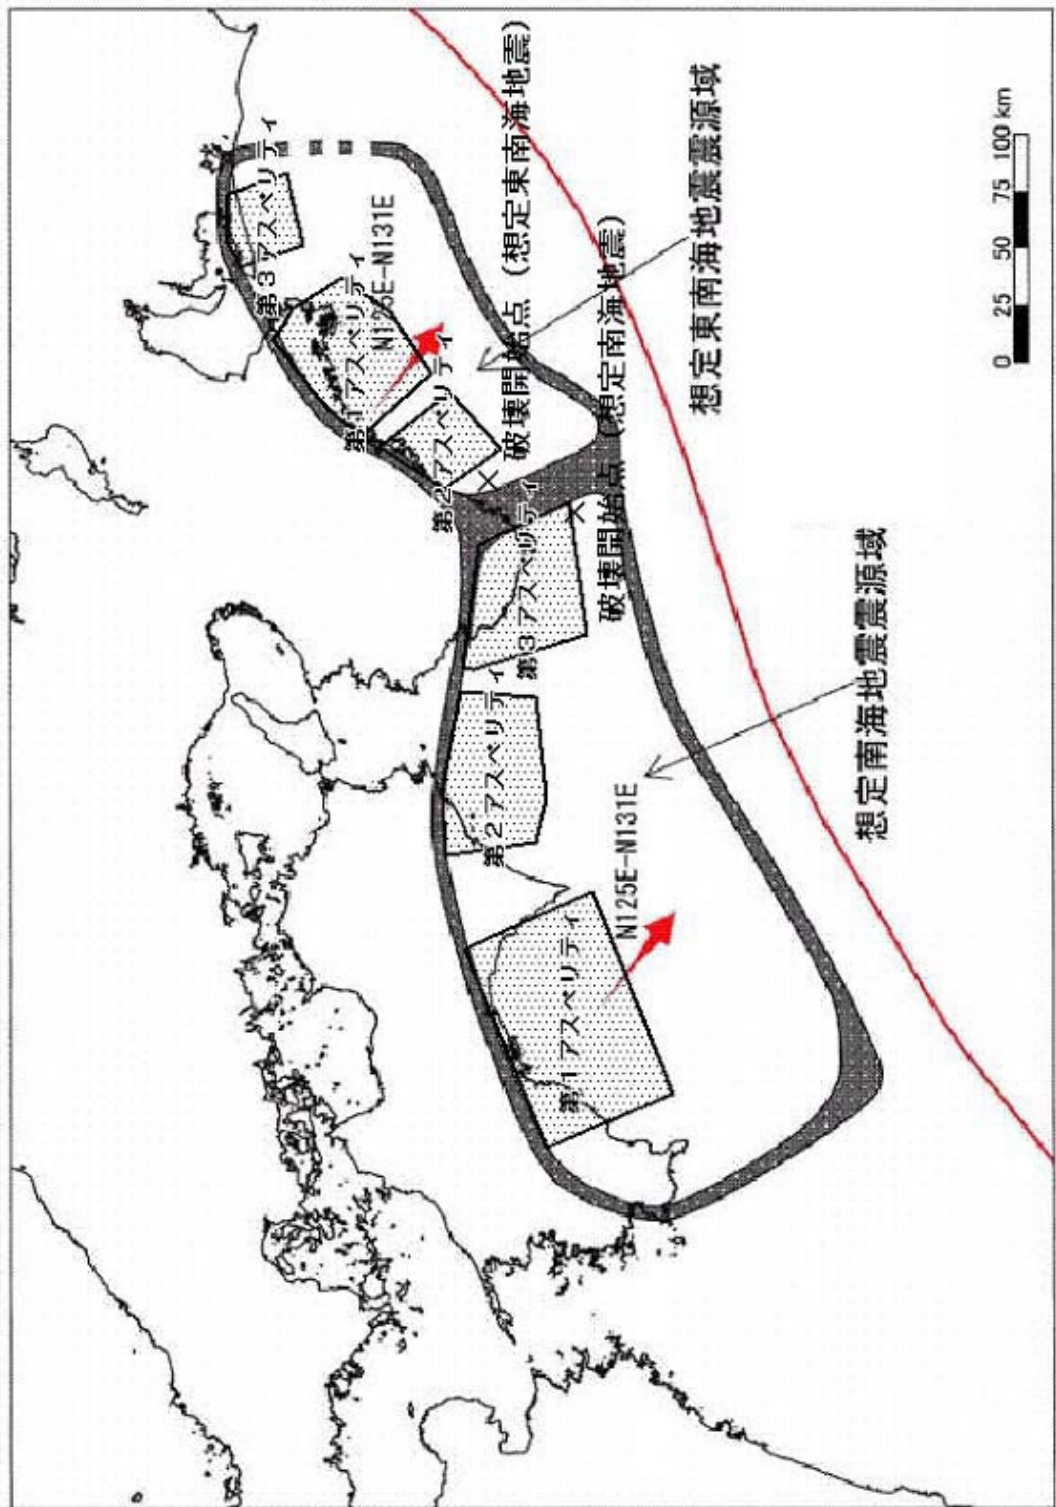 第3アスペリティ
N125E-N131E
第1アスペリティ
第2アスペリティ
破壊開始点（想定東南海地震）
破壊開始点（想定南海地震）
想定東南海地震震源域
第3アスペリティ
第2アスペリティ
N125E-N131E
第1アスペリティ
想定南海地震震源域
0 25 50 75 100 km